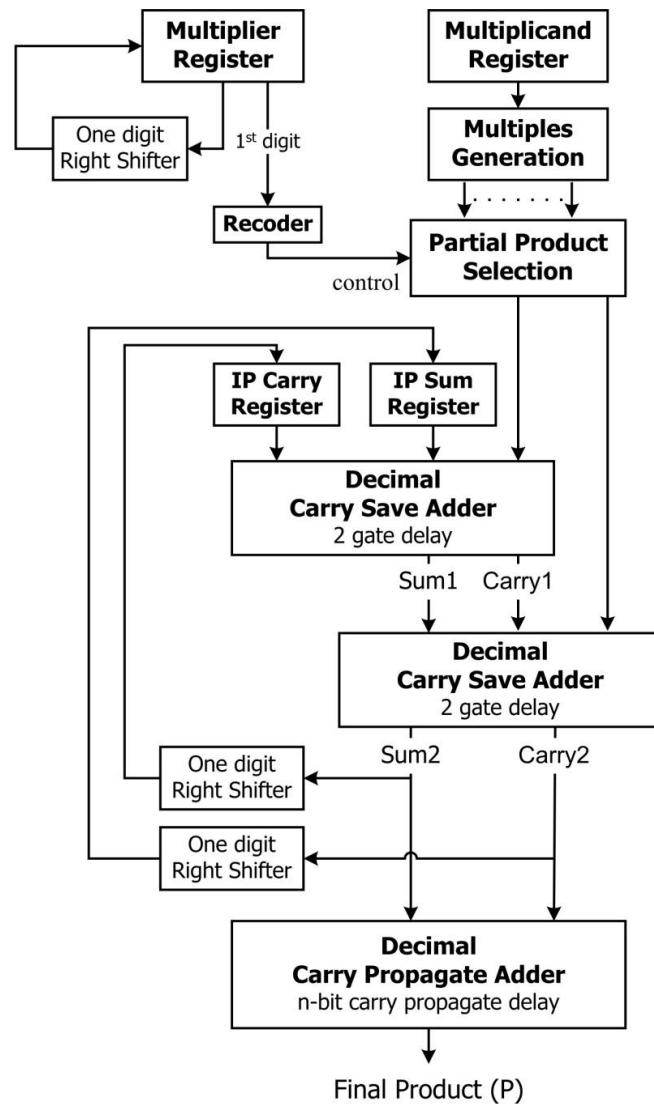 Multiplier
Register
Multiplicand
Register
One digit
Right Shifter
1st digit
Multiples
Generation
. . . . . . .
Recoder
Partial Product
Selection
control
IP Carry
Register
IP Sum
Register
Decimal
Carry Save Adder
2 gate delay
Sum1
Carry1
Decimal
Carry Save Adder
2 gate delay
Sum2
Carry2
One digit
Right Shifter
One digit
Right Shifter
Decimal
Carry Propagate Adder
n-bit carry propagate delay
Final Product (P)